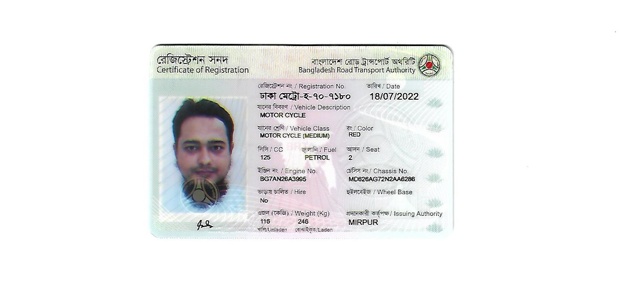 রেজিস্ট্রেশন সনদ
Certificate of Registration
বাংলাদেশ রোড ট্রান্সপোর্ট অথরিটি
Bangladesh Road Transport Authority
রেজিস্ট্রেশন নং / Registration No. তারিখ / Date
ঢাকা মেট্রো-হ-৭০-৭১৮০ 18/07/2022
যানের বিবরণ / Vehicle Description
MOTOR CYCLE
যানের শ্রেণি / Vehicle Class রং / Color
MOTOR CYCLE (MEDIUM) RED
সিসি / CC জ্বালানি / Fuel আসন / Seat
125 PETROL 2
ইঞ্জিন নং / Engine No. চেসিস নং / Chassis No.
BG7AN26A3995 MD626AG72N2AA6286
ভাড়ায় চালিত / Hire হুইলবেইজ / Wheel Base
No
ওজন (কেজি) / Weight (Kg) প্রদানকারী কর্তৃপক্ষ / Issuing Authority
116 246 MIRPUR
খালি/Unladen বোঝাইকৃত/Laden